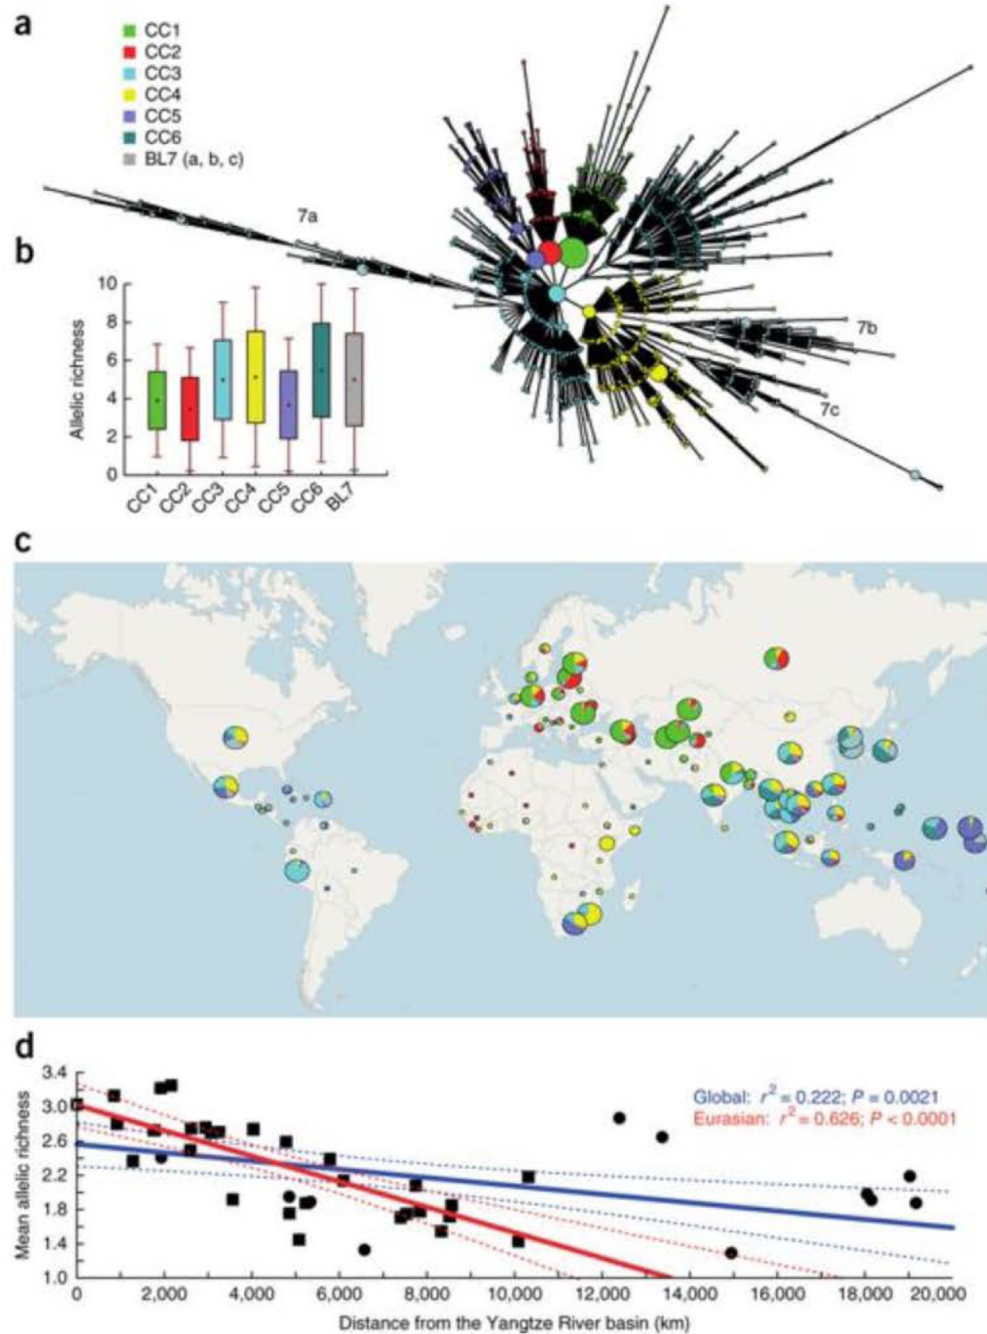 a
CC1
CC2
CC3
CC4
CC5
CC6
BL7 (a, b, c)
7a
7b
7c
b
Allelic richness
10
8
6
4
2
0
CC1
CC2
CC3
CC4
CC5
CC6
BL7
c
d
Mean allelic richness
3.4
3.0
2.6
2.2
1.8
1.4
1.0
Global: r² = 0.222; P = 0.0021
Eurasian: r² = 0.626; P < 0.0001
0 2,000 4,000 6,000 8,000 10,000 12,000 14,000 16,000 18,000 20,000
Distance from the Yangtze River basin (km)